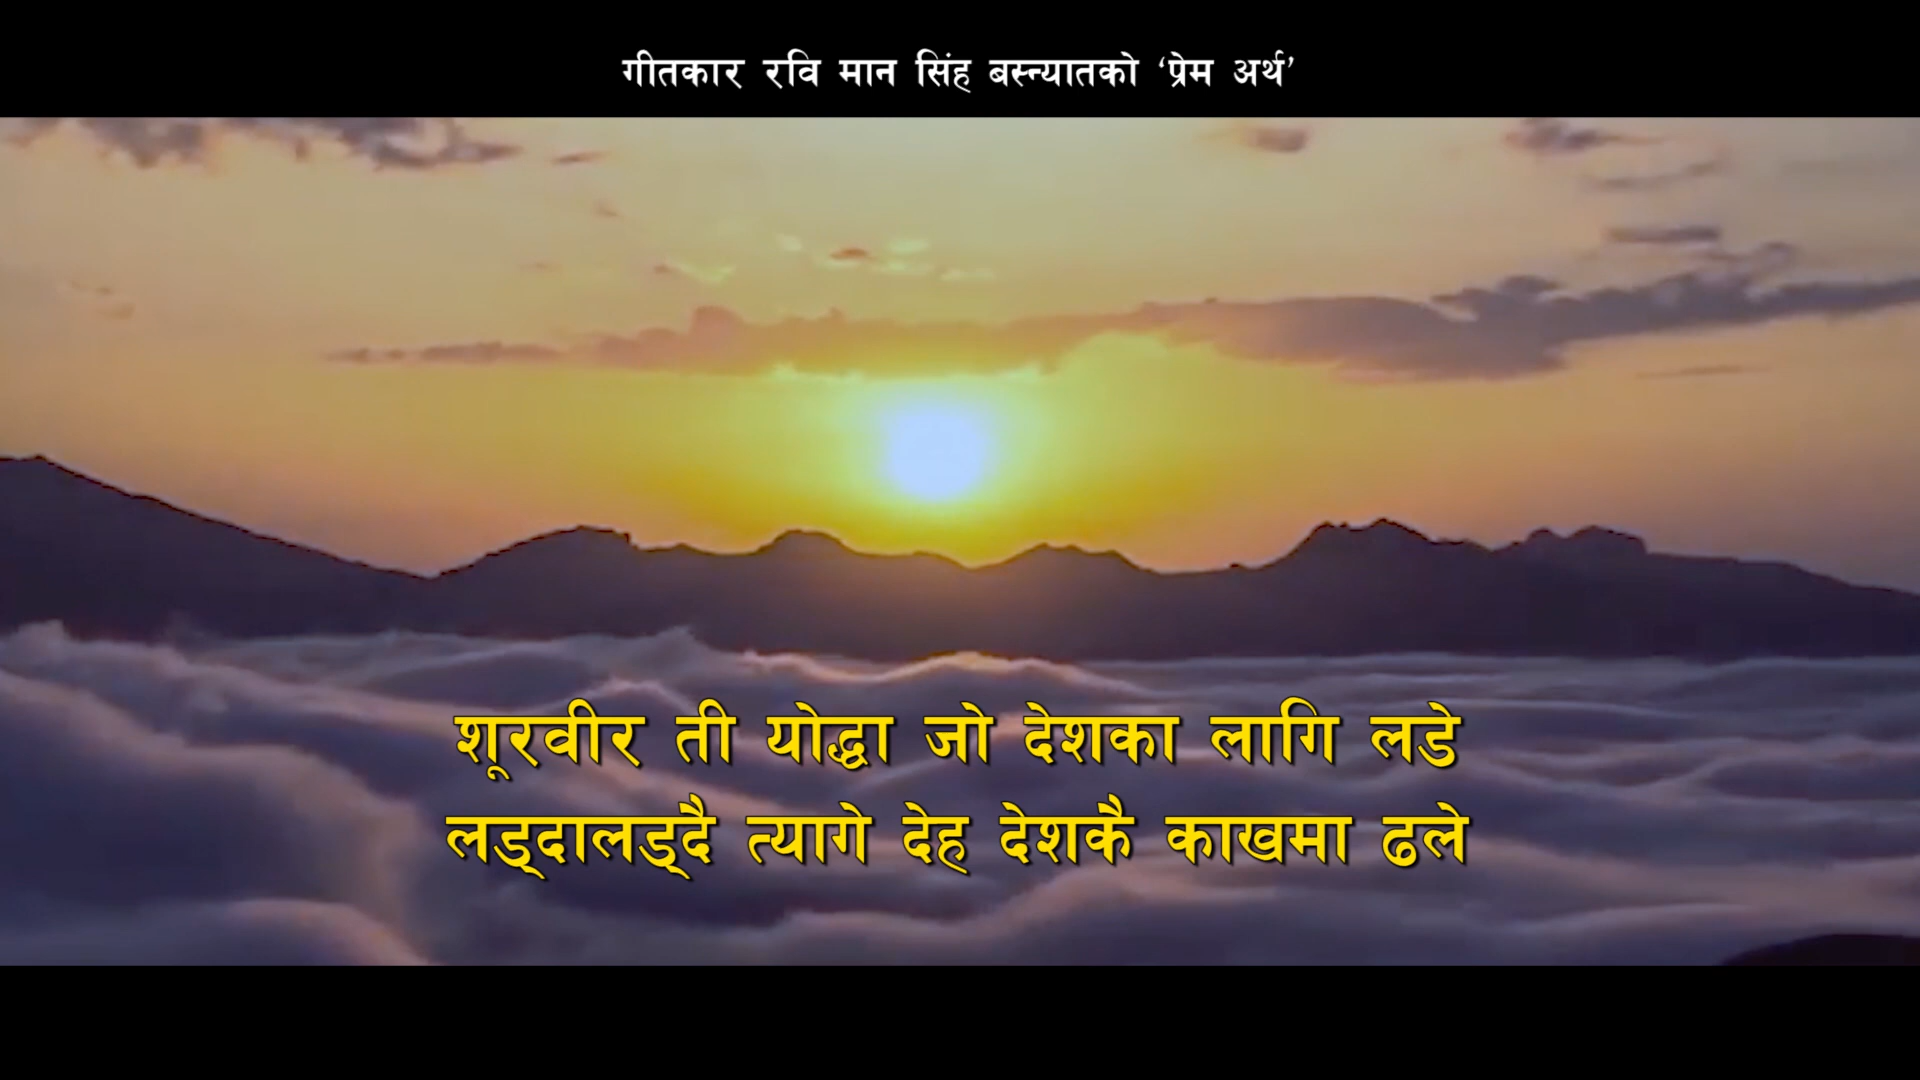 गीतकार रवि मान सिंह बस्न्यातको ‘प्रेम अर्थ’
शूरवीर ती योद्धा जो देशका लागि लडे
लड्दालड्दै त्यागे देह देशकै काखमा ढले